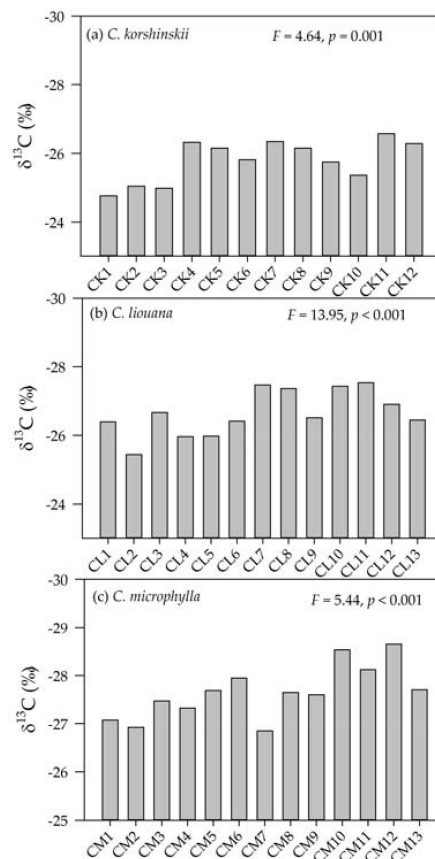 -30
(a) C. korshinskii
F = 4.64, p = 0.001
-28
-26
-24
δ¹³C (‰)
CK1 CK2 CK3 CK4 CK5 CK6 CK7 CK8 CK9 CK10 CK11 CK12
-30
(b) C. liouana
F = 13.95, p < 0.001
-28
-26
-24
δ¹³C (‰)
CL1 CL2 CL3 CL4 CL5 CL6 CL7 CL8 CL9 CL10 CL11 CL12 CL13
-30
(c) C. microphylla
F = 5.44, p < 0.001
-29
-28
-27
-26
-25
δ¹³C (‰)
CM1 CM2 CM3 CM4 CM5 CM6 CM7 CM8 CM9 CM10 CM11 CM12 CM13